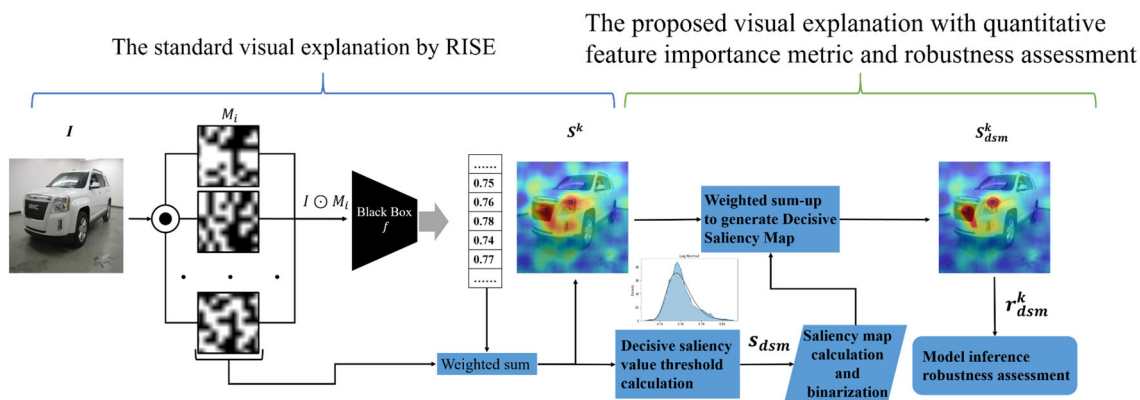 The standard visual explanation by RISE
The proposed visual explanation with quantitative
feature importance metric and robustness assessment
I
M_i
I ⊙ M_i
Black Box
f
......
0.75
0.76
0.78
0.74
0.77
......
Weighted sum
S^k
Log Normal
Decisive saliency
value threshold
calculation
s_dsm
Saliency map
calculation
and
binarization
Weighted sum-up
to generate Decisive
Saliency Map
S^k_dsm
r^k_dsm
Model inference
robustness assessment